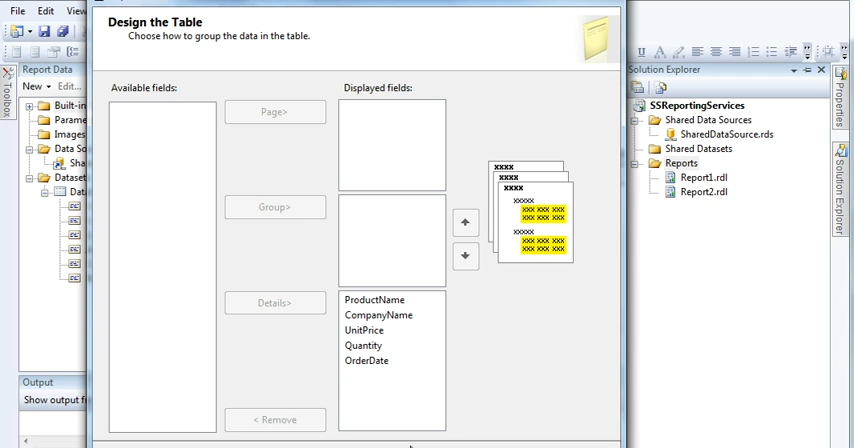 File Edit Vie
Design the Table
Choose how to group the data in the table.
Report Data
New Edit...
Built-in
Parame
Images
Data So
Sha
Dataset
Data
Toolbox
Available fields:
Displayed fields:
Page>
Group>
Details>
< Remove
ProductName
CompanyName
UnitPrice
Quantity
OrderDate
xxxx
xxxx
xxxx
xxxxx
xxx xxx xxx
xxx xxx xxx
xxxxx
xxx xxx xxx
xxx xxx xxx
Output
Show output f
U A
Solution Explorer
SSReportingServices
Shared Data Sources
SharedDataSource.rds
Shared Datasets
Reports
Report1.rdl
Report2.rdl
Properties
Solution Explorer